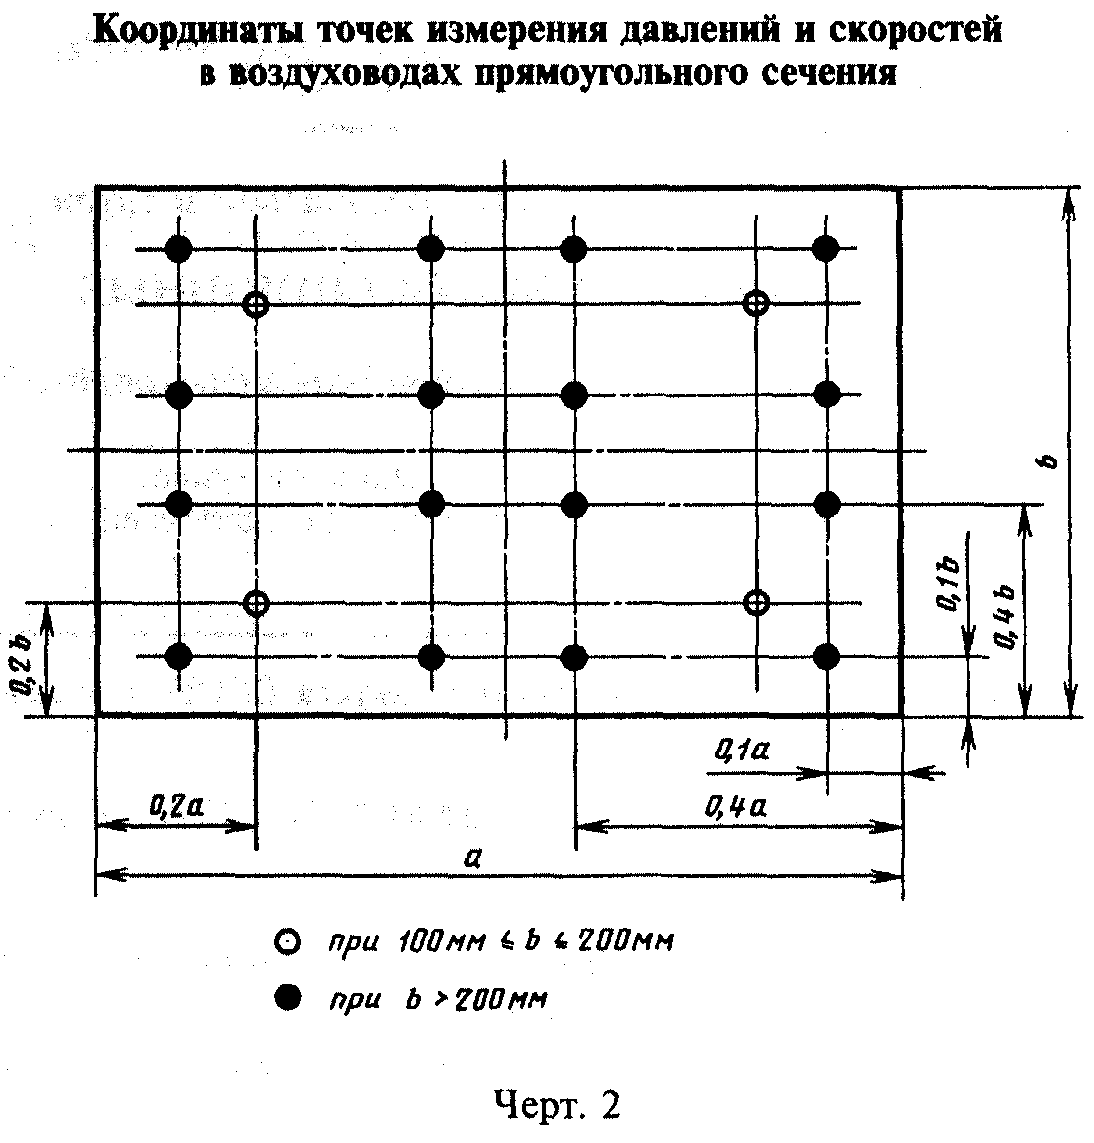 Координаты точек измерения давлений и скоростей
в воздуховодах прямоугольного сечения
b
0,1b
0,4b
0,2b
0,1a
0,2a
0,4a
a
при 100мм ≤ b ≤ 200мм
при b > 200мм
Черт. 2